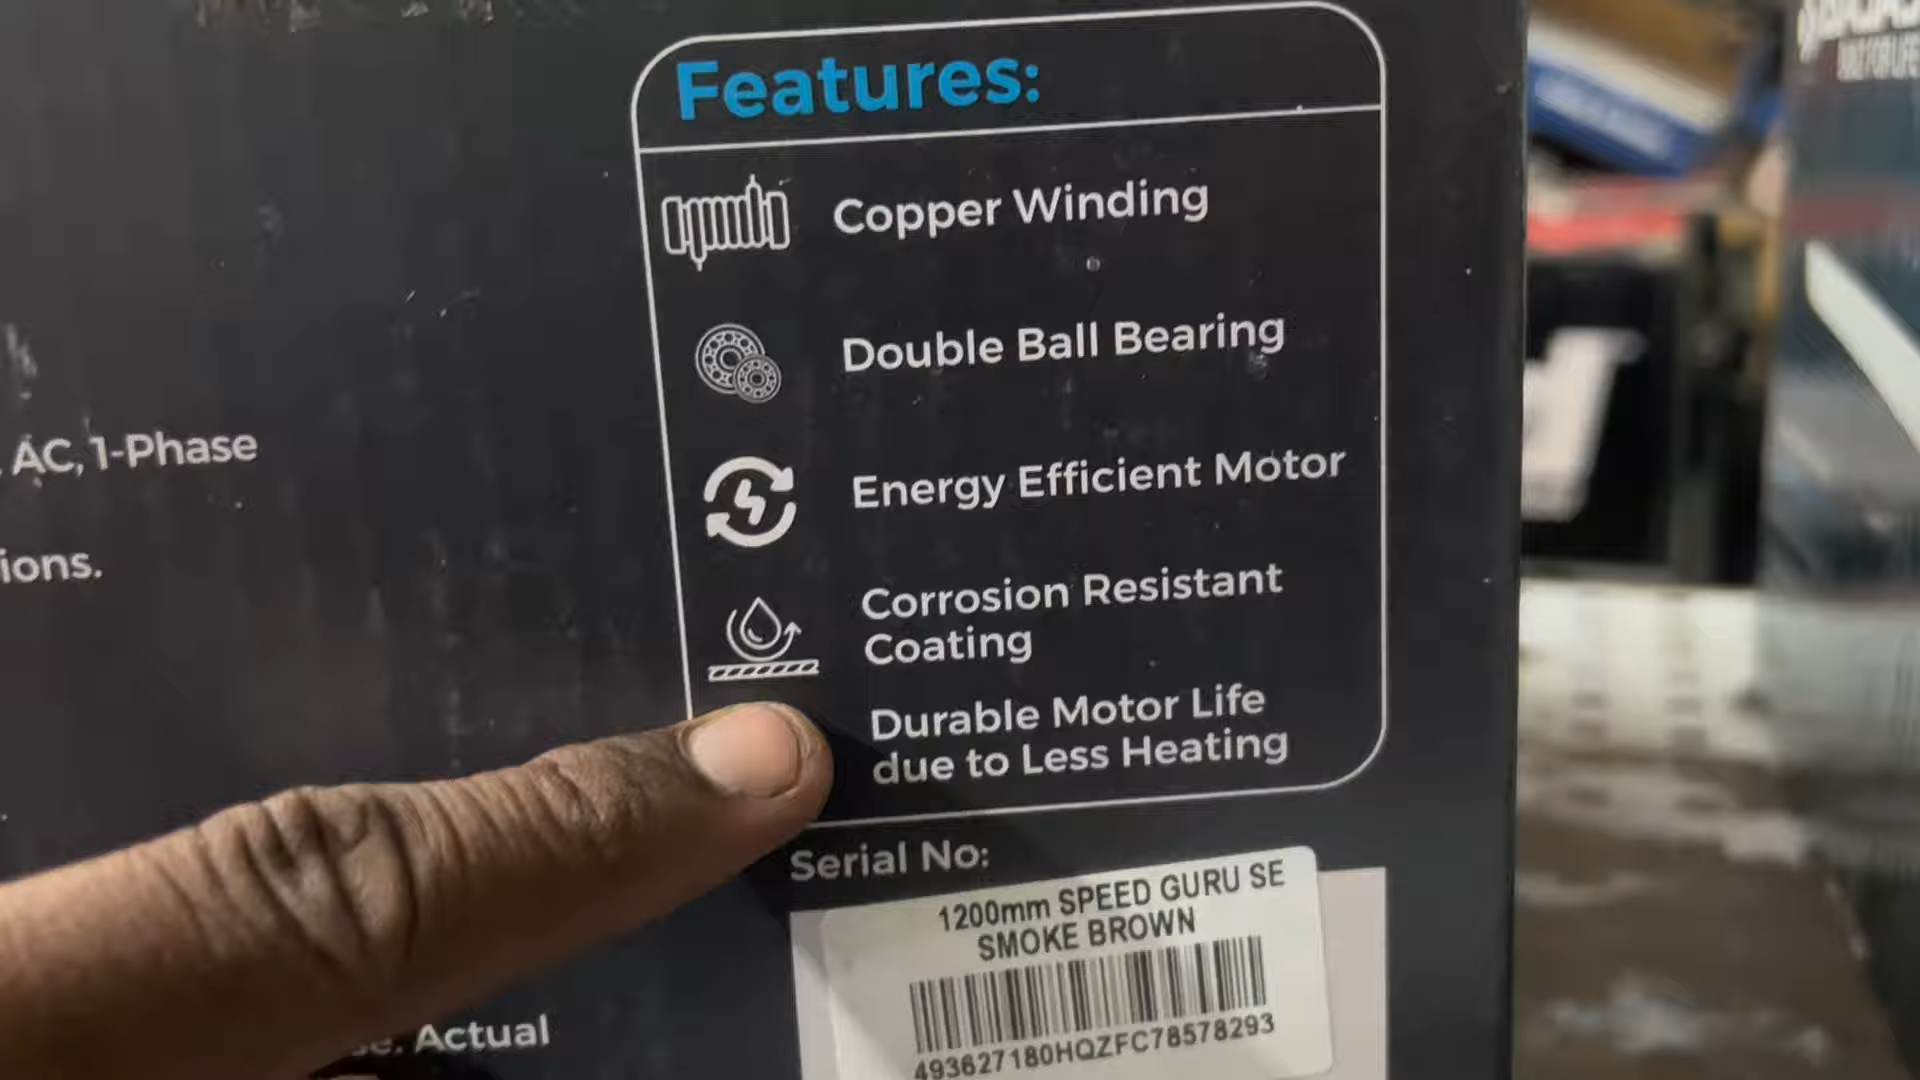 Features:
Copper Winding
Double Ball Bearing
Energy Efficient Motor
Corrosion Resistant
Coating
Durable Motor Life
due to Less Heating
AC, 1-Phase
ions.
Actual
Serial No:
1200mm SPEED GURU SE
SMOKE BROWN
493627180HQZFC78578293